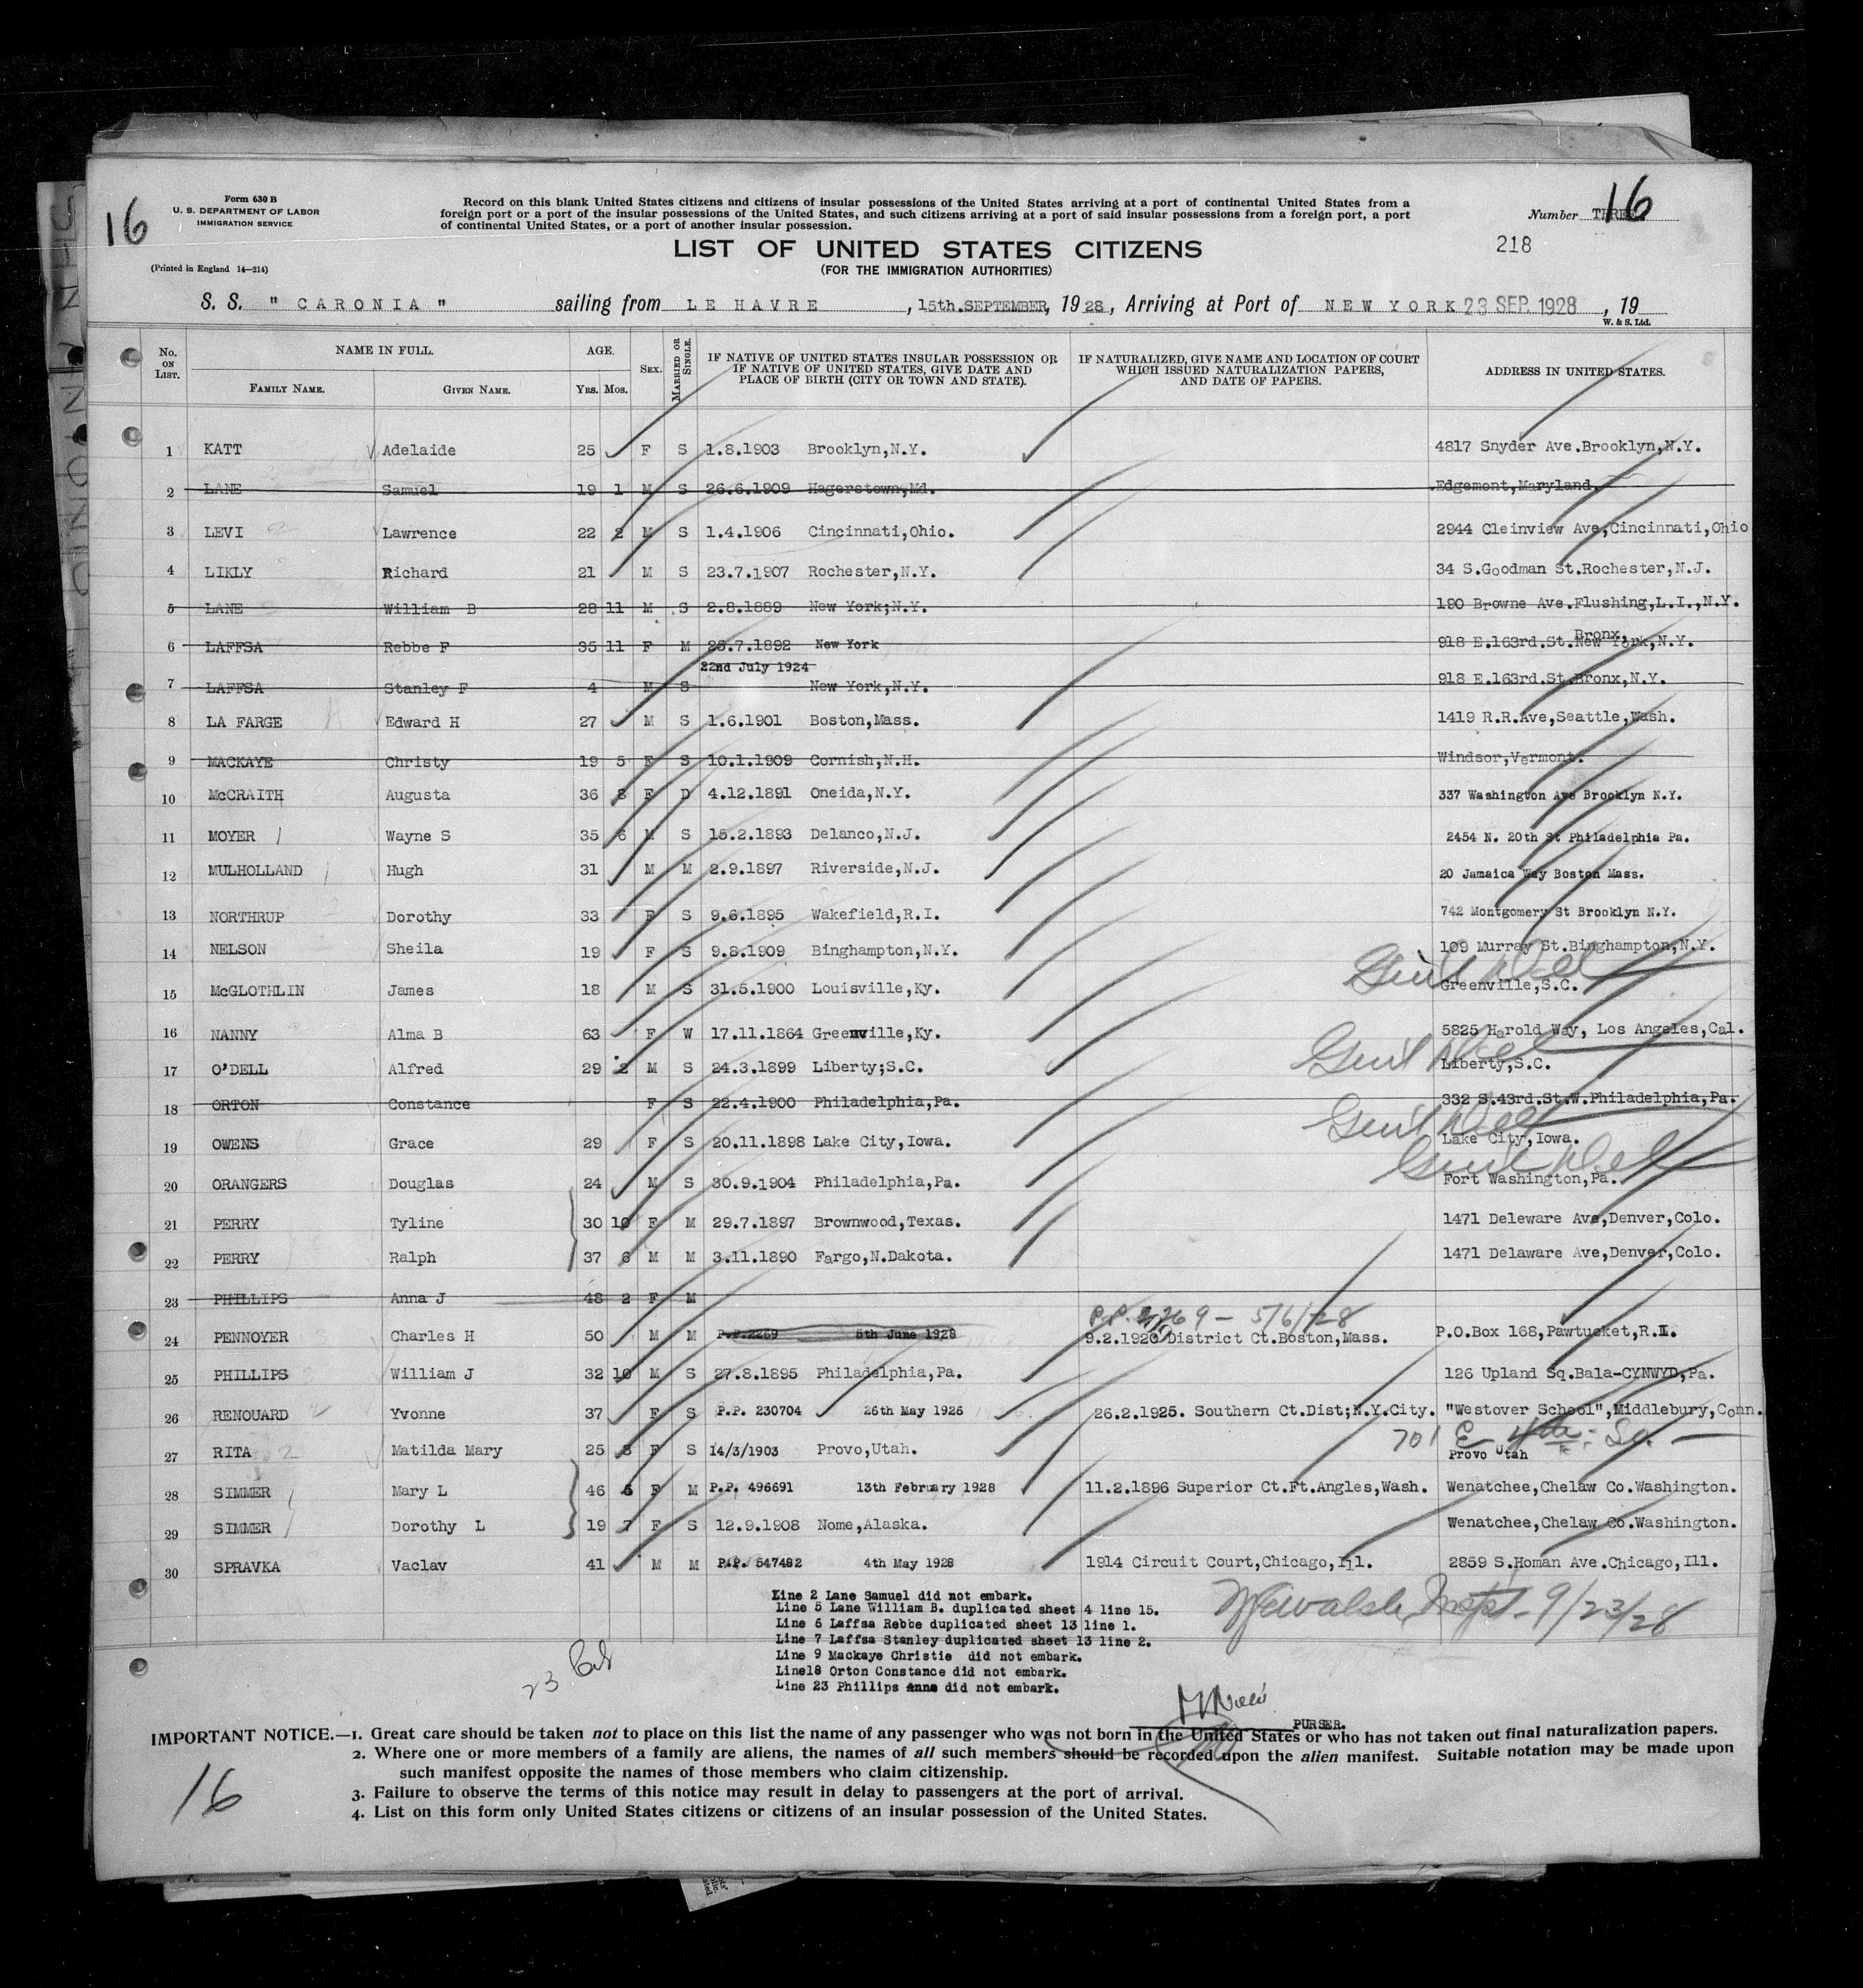 16
Form 630 B
U. S. DEPARTMENT OF LABOR
IMMIGRATION SERVICE
(Printed in England 14—214)
Record on this blank United States citizens and citizens of insular possessions of the United States arriving at a port of continental United States from a
foreign port or a port of the insular possessions of the United States, and such citizens arriving at a port of said insular possessions from a foreign port, a port
of continental United States, or a port of another insular possession.
Number THREE. 16
218
LIST OF UNITED STATES CITIZENS
(FOR THE IMMIGRATION AUTHORITIES)
S. S. " CARONIA " sailing from LE HAVRE , 15th.SEPTEMBER, 1928, Arriving at Port of NEW YORK 23 SEP. 1928 , 19
W. & S. Ltd.
No. ON LIST. NAME IN FULL. FAMILY NAME. GIVEN NAME. AGE. YRS. MOS. SEX. MARRIED OR SINGLE. IF NATIVE OF UNITED STATES INSULAR POSSESSION OR IF NATIVE OF UNITED STATES, GIVE DATE AND PLACE OF BIRTH (CITY OR TOWN AND STATE). IF NATURALIZED, GIVE NAME AND LOCATION OF COURT WHICH ISSUED NATURALIZATION PAPERS, AND DATE OF PAPERS. ADDRESS IN UNITED STATES.
1 KATT Adelaide 25 F S 1.8.1903 Brooklyn,N.Y. 4817 Snyder Ave.Brooklyn,N.Y.
2 LANE Samuel 19 1 M S 26.6.1909 Hagerstown,Md. Edgemont,Maryland.
3 LEVI Lawrence 22 2 M S 1.4.1906 Cincinnati,Ohio. 2944 Cleinview Ave,Cincinnati,Ohio
4 LIKLY Richard 21 M S 23.7.1907 Rochester,N.Y. 34 S.Goodman St.Rochester,N.J.
5 LANE William B 28 11 M S 2.8.1889 New York;N.Y. 190 Browne Ave.Flushing,L.I.,N.Y.
6 LAFFSA Rebbe F 35 11 F M 26.7.1892 New York 918 E.163rd.St.New York,N.Y. Bronx,
7 LAFFSA Stanley F 4 M S 22nd July 1924 New York,N.Y. 918 E.163rd.St.Bronx,N.Y.
8 LA FARGE Edward H 27 M S 1.6.1901 Boston,Mass. 1419 R.R.Ave,Seattle,Wash.
9 MACKAYE Christy 19 5 F S 10.1.1909 Cornish,N.H. Windsor,Vermont.
10 McCRAITH Augusta 36 8 F D 4.12.1891 Oneida,N.Y. 337 Washington Ave Brooklyn N.Y.
11 MOYER Wayne S 35 6 M S 15.2.1893 Delanco,N.J. 2454 N. 20th St Philadelphia Pa.
12 MULHOLLAND Hugh 31 M M 2.9.1897 Riverside,N.J. 20 Jamaica Way Boston Mass.
13 NORTHRUP Dorothy 33 F S 9.6.1895 Wakefield,R.I. 742 Montgomery St Brooklyn N.Y.
14 NELSON Sheila 19 F S 9.8.1909 Binghampton,N.Y. 109 Murray St.Binghampton,N.Y.
15 McGLOTHLIN James 18 M S 31.5.1900 Louisville,Ky. Greenville,S.C.
16 NANNY Alma B 63 F W 17.11.1864 Greenville,Ky. 5825 Harold Way, Los Angeles,Cal.
17 O'DELL Alfred 29 2 M S 24.3.1899 Liberty;S.C. Liberty,S.C.
18 ORTON Constance F S 22.4.1900 Philadelphia,Pa. 332 S.43rd.St.W.Philadelphia,Pa.
19 OWENS Grace 29 F S 20.11.1898 Lake City,Iowa. Lake City,Iowa.
20 ORANGERS Douglas 24 M S 30.9.1904 Philadelphia,Pa. Fort Washington,Pa.
21 PERRY Tyline 30 10 F M 29.7.1897 Brownwood,Texas. 1471 Deleware Ave,Denver,Colo.
22 PERRY Ralph 37 6 M M 3.11.1890 Fargo,N.Dakota. 1471 Delaware Ave,Denver,Colo.
23 PHILLIPS Anna J 48 2 F M
P.P. 2269 - 5/6/28
24 PENNOYER Charles H 50 M M P.P.2269 5th June 1928 9.2.1920 District Ct.Boston,Mass. P.O.Box 168,Pawtucket,R.I.
25 PHILLIPS William J 32 10 M S 27.8.1895 Philadelphia,Pa. 126 Upland Sq.Bala-CYNWYD,Pa.
26 RENOUARD Yvonne 37 F S P.P. 230704 26th May 1926 26.2.1925. Southern Ct.Dist;N.Y.City. "Westover School",Middlebury,Conn.
701 E 4th So.
27 RITA Matilda Mary 25 8 F S 14/3/1903 Provo,Utah. Provo Utah
28 SIMMER Mary L 46 5 F M P.P. 496691 13th February 1928 11.2.1896 Superior Ct.Ft.Angles,Wash. Wenatchee,Chelaw Co.Washington.
29 SIMMER Dorothy L 19 7 F S 12.9.1908 Nome,Alaska. Wenatchee,Chelaw Co.Washington.
30 SPRAVKA Vaclav 41 M M P.P. 547482 4th May 1928 1914 Circuit Court,Chicago,Ill. 2859 S.Homan Ave.Chicago,Ill.
Line 2 Lane Samuel did not embark.
Line 5 Lane William B. duplicated sheet 4 line 15.
Line 6 Laffsa Rebbe duplicated sheet 13 line 1.
Line 7 Laffsa Stanley duplicated sheet 13 line 2.
Line 9 Mackaye Christie did not embark.
Line18 Orton Constance did not embark.
Line 23 Phillips Anna did not embark.
Walsh, Inspt - 9/23/28
23
PURSER.
IMPORTANT NOTICE.—1. Great care should be taken not to place on this list the name of any passenger who was not born in the United States or who has not taken out final naturalization papers.
2. Where one or more members of a family are aliens, the names of all such members should be recorded upon the alien manifest. Suitable notation may be made upon
such manifest opposite the names of those members who claim citizenship.
3. Failure to observe the terms of this notice may result in delay to passengers at the port of arrival.
4. List on this form only United States citizens or citizens of an insular possession of the United States.
16